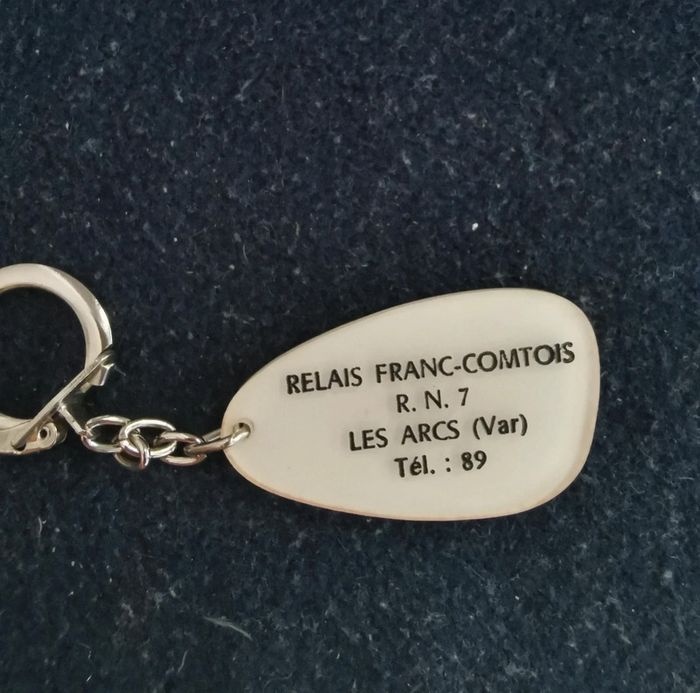 RELAIS FRANC-COMTOIS
R. N. 7
LES ARCS (Var)
Tél. : 89